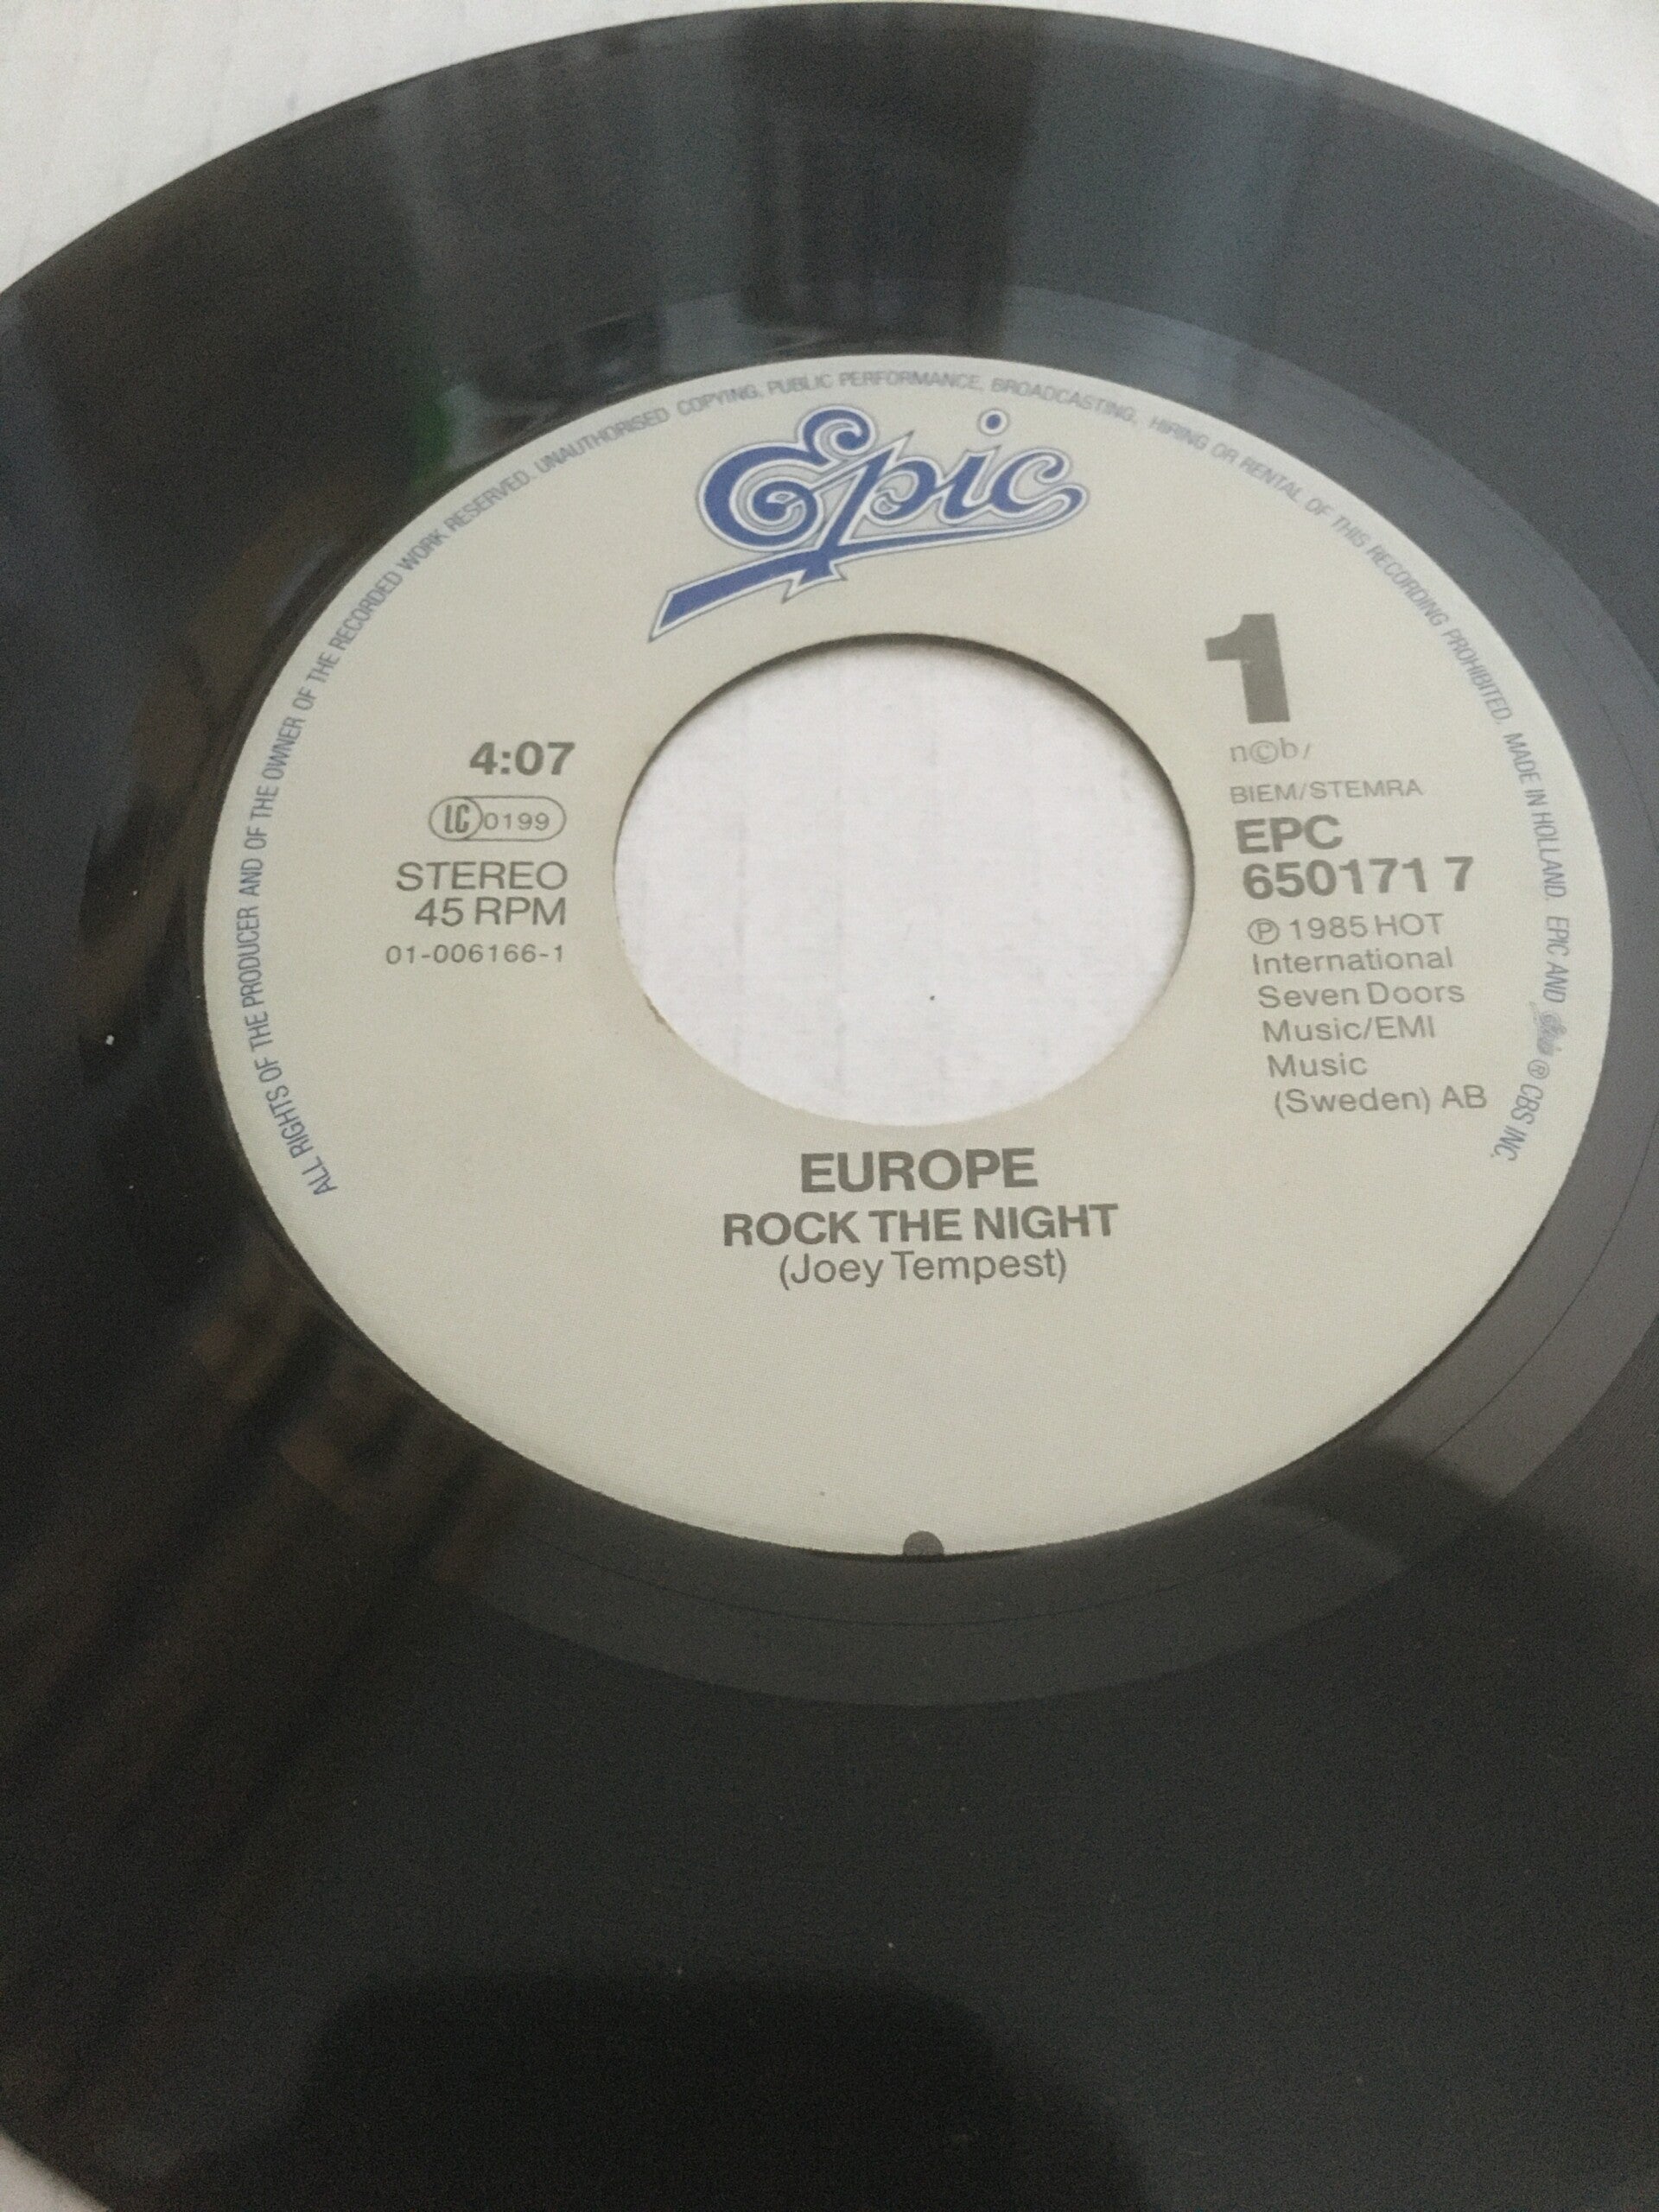 ALL RIGHTS OF THE PRODUCER AND OF THE OWNER OF THE RECORDED WORK RESERVED. UNAUTHORISED COPYING, PUBLIC PERFORMANCE, BROADCASTING, HIRING OR RENTAL OF THIS RECORDING PROHIBITED. MADE IN HOLLAND. EPIC AND Epic ® CBS INC.
Epic
1
n©b/
BIEM/STEMRA
EPC
650171 7
℗ 1985 HOT
International
Seven Doors
Music/EMI
Music
(Sweden) AB
4:07
LC 0199
STEREO
45 RPM
01-006166-1
EUROPE
ROCK THE NIGHT
(Joey Tempest)